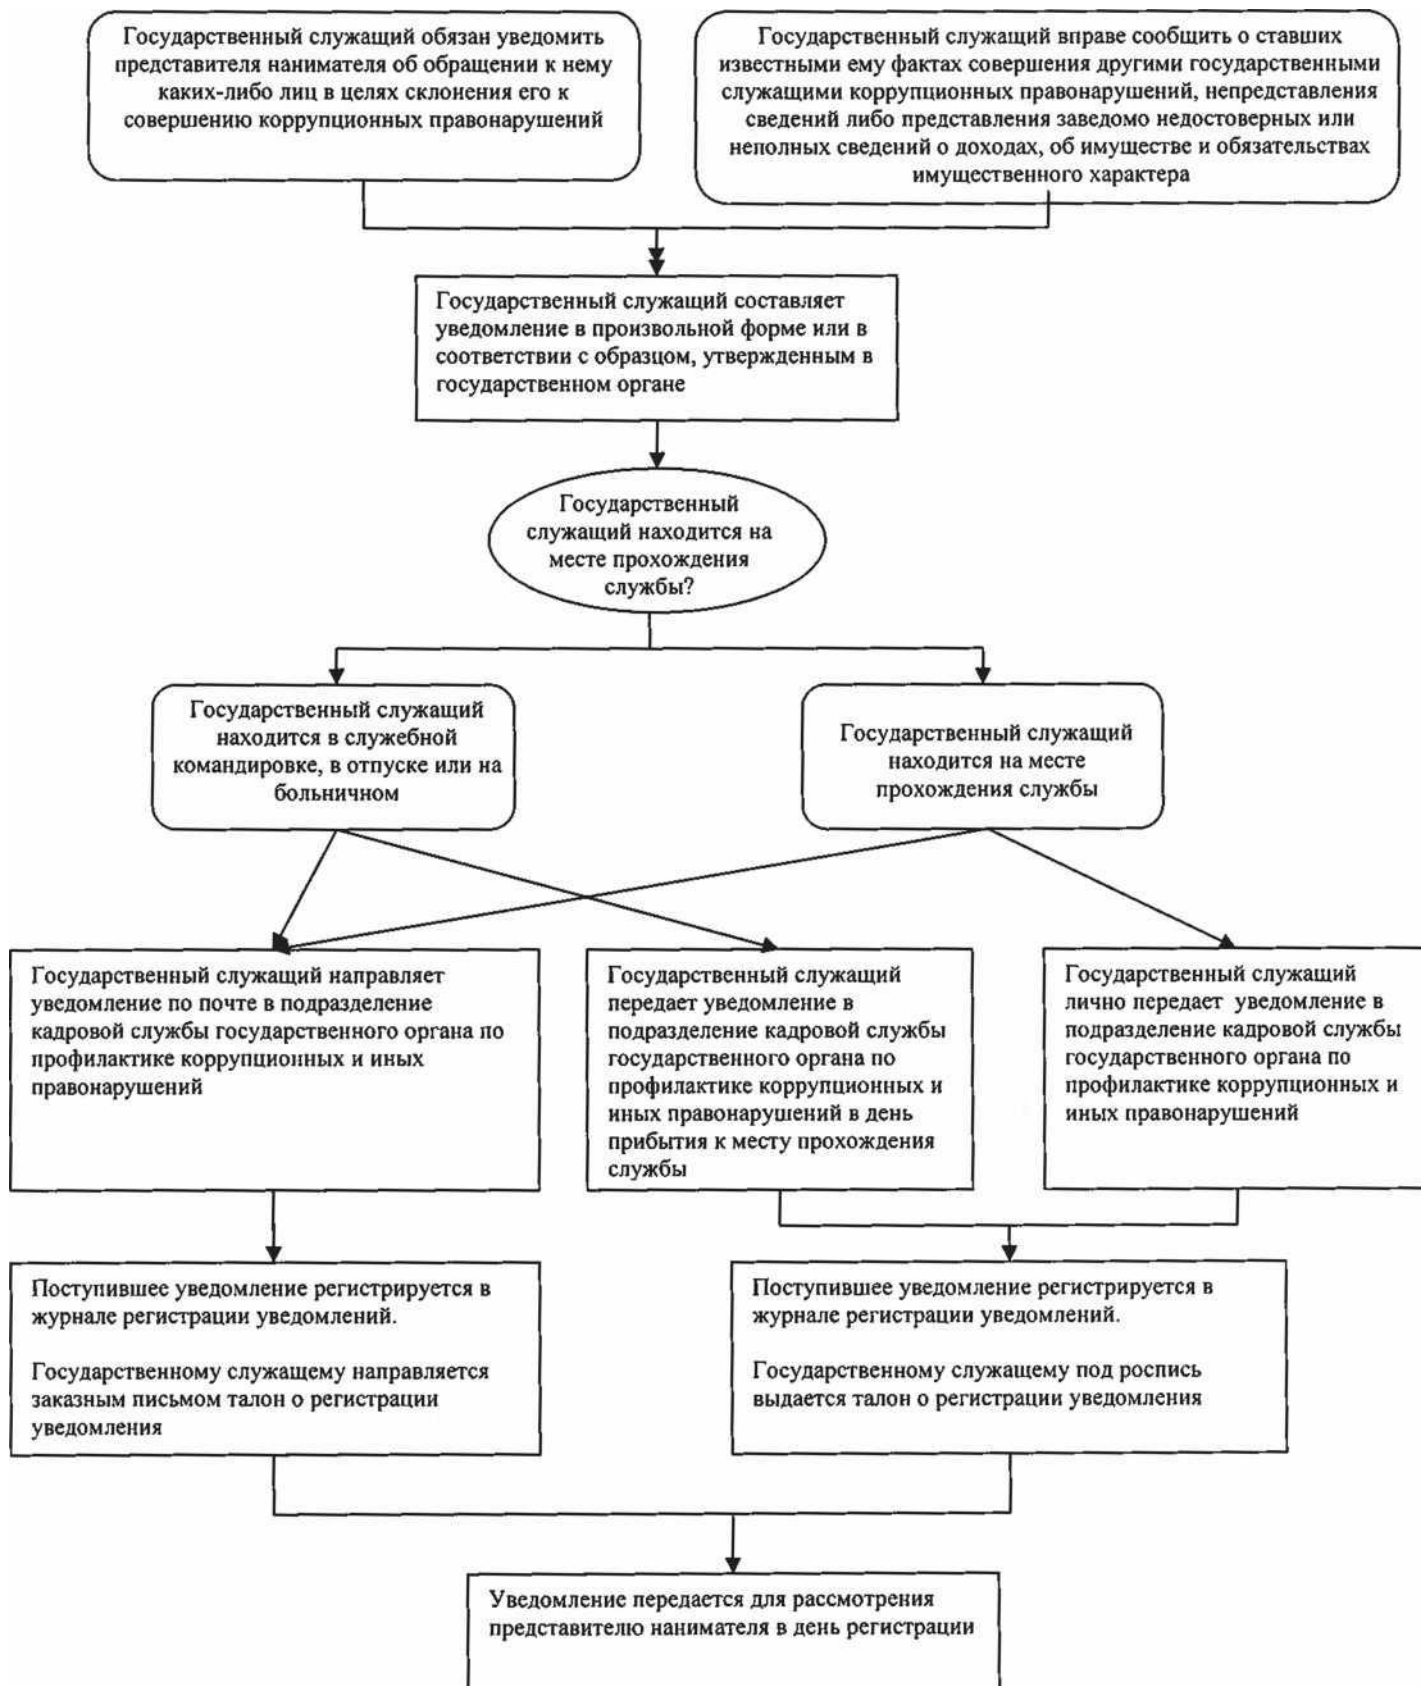 Государственный служащий обязан уведомить
представителя нанимателя об обращении к нему
каких-либо лиц в целях склонения его к
совершению коррупционных правонарушений
Государственный служащий вправе сообщить о ставших
известными ему фактах совершения другими государственными
служащими коррупционных правонарушений, непредставления
сведений либо представления заведомо недостоверных или
неполных сведений о доходах, об имуществе и обязательствах
имущественного характера
Государственный служащий составляет
уведомление в произвольной форме или в
соответствии с образцом, утвержденным в
государственном органе
Государственный
служащий находится на
месте прохождения
службы?
Государственный служащий
находится в служебной
командировке, в отпуске или на
больничном
Государственный служащий
находится на месте
прохождения службы
Государственный служащий направляет
уведомление по почте в подразделение
кадровой службы государственного органа по
профилактике коррупционных и иных
правонарушений
Государственный служащий
передает уведомление в
подразделение кадровой службы
государственного органа по
профилактике коррупционных и
иных правонарушений в день
прибытия к месту прохождения
службы
Государственный служащий
лично передает уведомление в
подразделение кадровой службы
государственного органа по
профилактике коррупционных и
иных правонарушений
Поступившее уведомление регистрируется в
журнале регистрации уведомлений.
Государственному служащему направляется
заказным письмом талон о регистрации
уведомления
Поступившее уведомление регистрируется в
журнале регистрации уведомлений.
Государственному служащему под роспись
выдается талон о регистрации уведомления
Уведомление передается для рассмотрения
представителю нанимателя в день регистрации